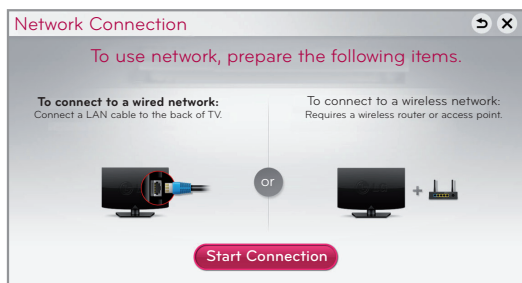 Network Connection
To use network, prepare the following items.
To connect to a wired network:
Connect a LAN cable to the back of TV.
To connect to a wireless network:
Requires a wireless router or access point.
or
+
Start Connection